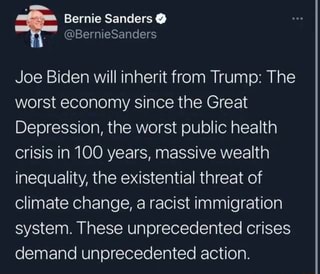 Bernie Sanders
@BernieSanders
Joe Biden will inherit from Trump: The
worst economy since the Great
Depression, the worst public health
crisis in 100 years, massive wealth
inequality, the existential threat of
climate change, a racist immigration
system. These unprecedented crises
demand unprecedented action.